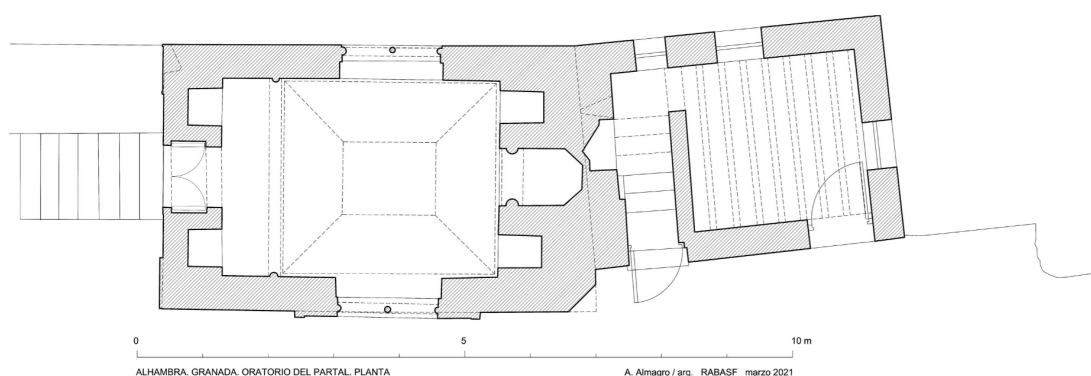 0 5 10 m
ALHAMBRA. GRANADA. ORATORIO DEL PARTAL. PLANTA A. Almagro / arq. RABASF marzo 2021